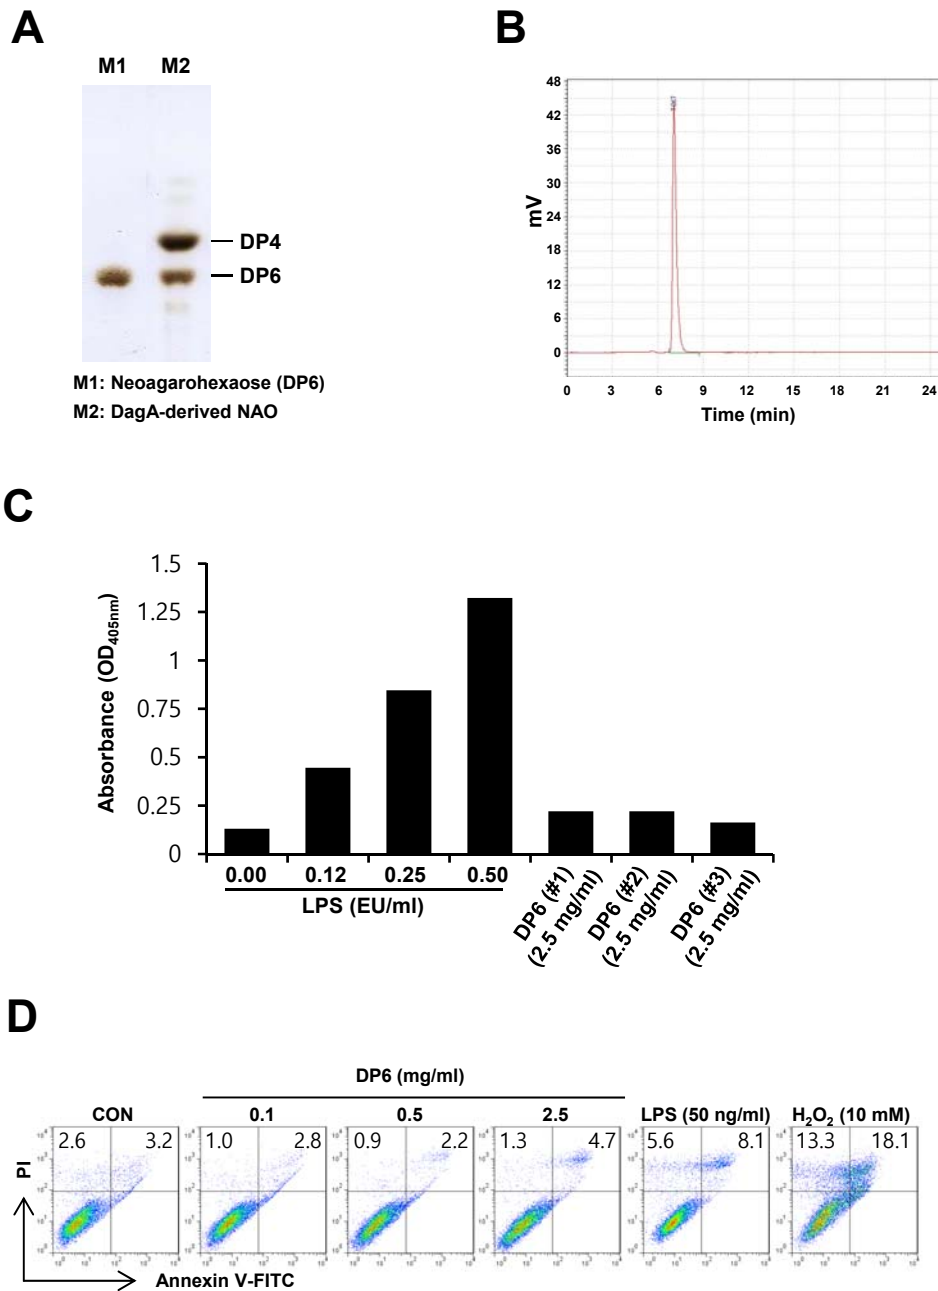 A
M1 M2
DP4
DP6
M1: Neoagarohexaose (DP6)
M2: DagA-derived NAO
B
48
42
36
30
24
18
12
6
0
mV
0 3 6 9 12 15 18 21 24
Time (min)
C
1.5
1.25
1
0.75
0.5
0.25
0
Absorbance (OD405nm)
0.00 0.12 0.25 0.50
LPS (EU/ml)
DP6 (#1)
(2.5 mg/ml)
DP6 (#2)
(2.5 mg/ml)
DP6 (#3)
(2.5 mg/ml)
D
DP6 (mg/ml)
CON 0.1 0.5 2.5 LPS (50 ng/ml) H₂O₂ (10 mM)
2.6 3.2 1.0 2.8 0.9 2.2 1.3 4.7 5.6 8.1 13.3 18.1
PI
Annexin V-FITC